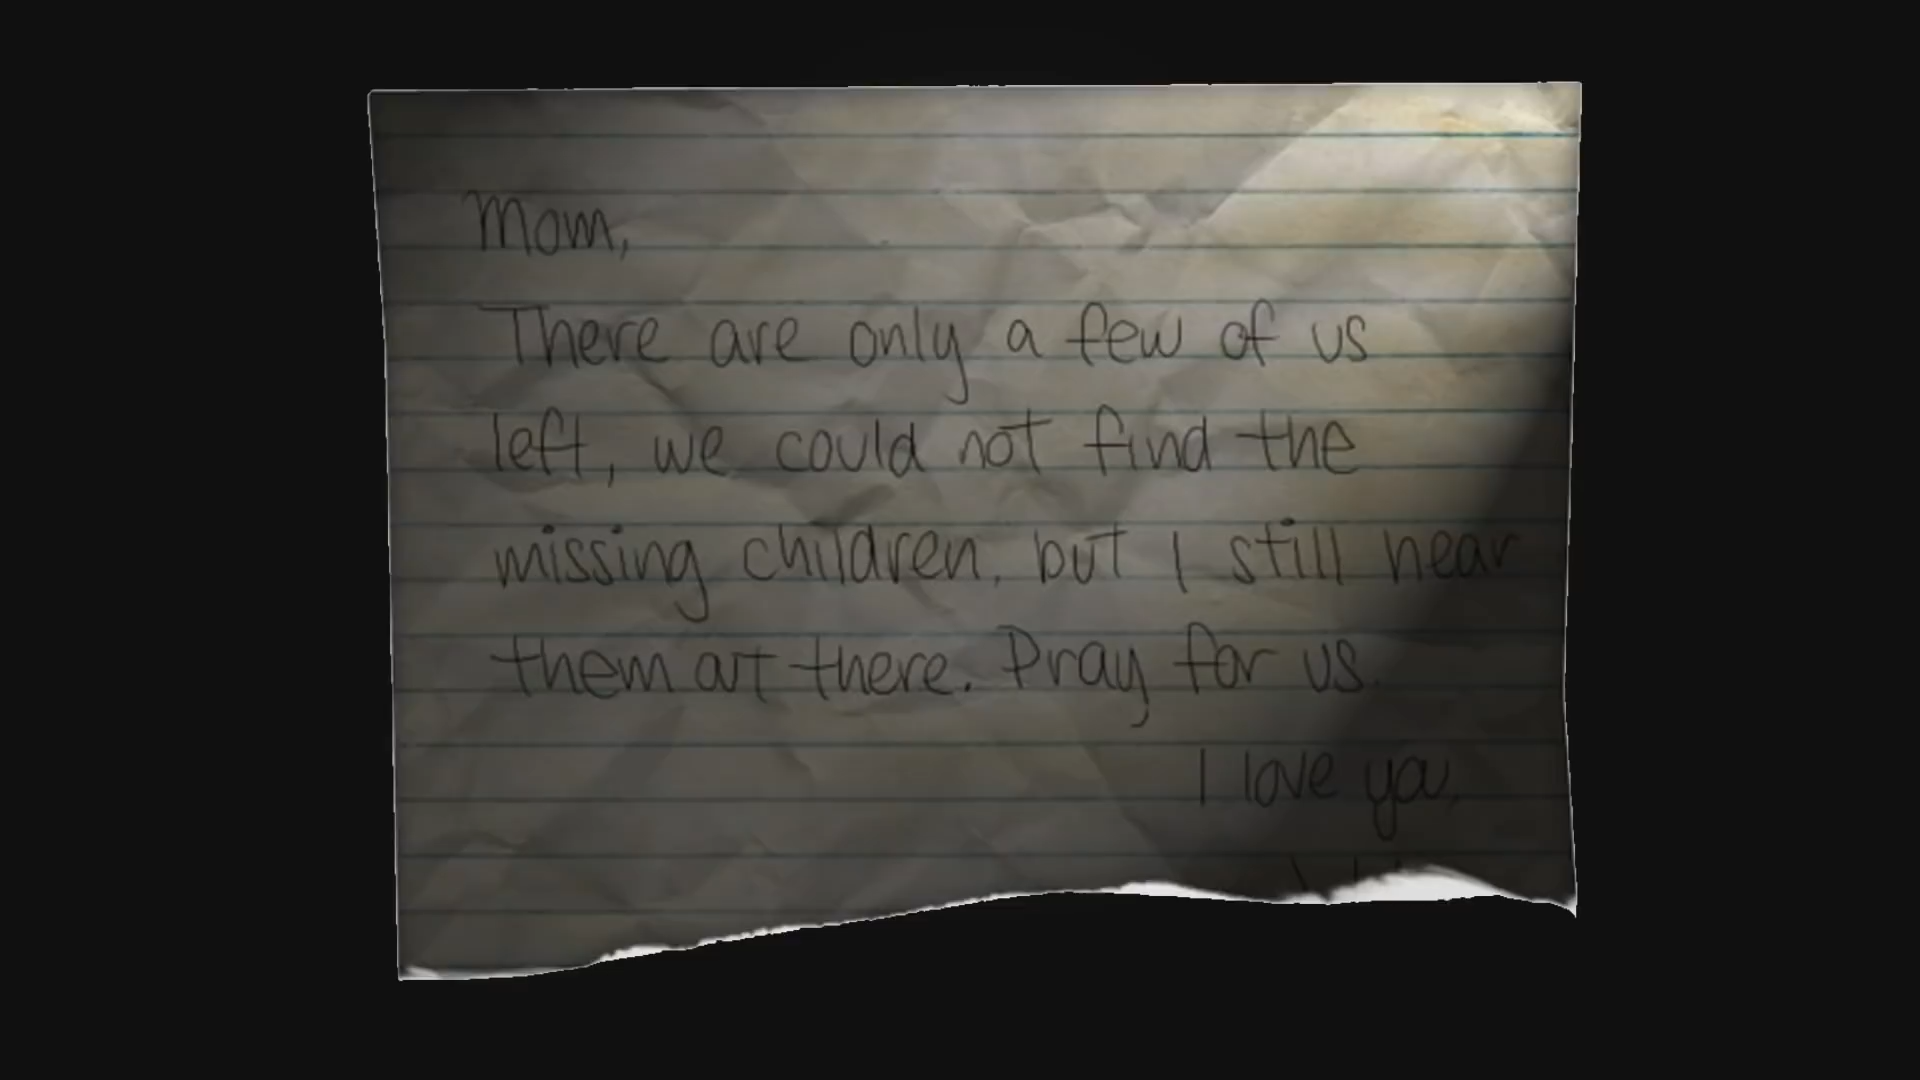 Mom,
There are only a few of us
left, we could not find the
missing children, but I still hear
them out there. Pray for us.
I love you,